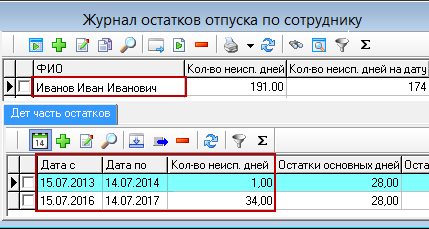 Журнал остатков отпуска по сотруднику
ФИО Кол-во неисп. дней Кол-во неисп. дней на дату
Иванов Иван Иванович 191.00 174
Дет часть остатков
14
Дата с Дата по Кол-во неисп. дней Остатки основных дней Оста
15.07.2013 14.07.2014 1,00 28,00
15.07.2016 14.07.2017 34,00 28,00